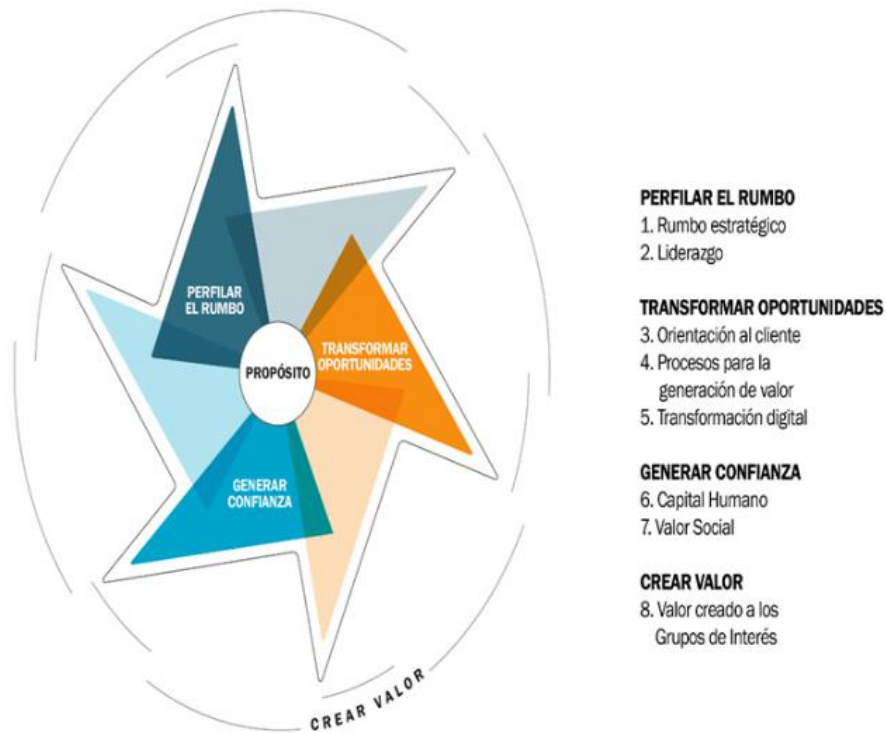 PERFILAR
EL RUMBO
TRANSFORMAR
OPORTUNIDADES
PROPÓSITO
GENERAR
CONFIANZA
CREAR VALOR
PERFILAR EL RUMBO
1. Rumbo estratégico
2. Liderazgo
TRANSFORMAR OPORTUNIDADES
3. Orientación al cliente
4. Procesos para la
generación de valor
5. Transformación digital
GENERAR CONFIANZA
6. Capital Humano
7. Valor Social
CREAR VALOR
8. Valor creado a los
Grupos de Interés